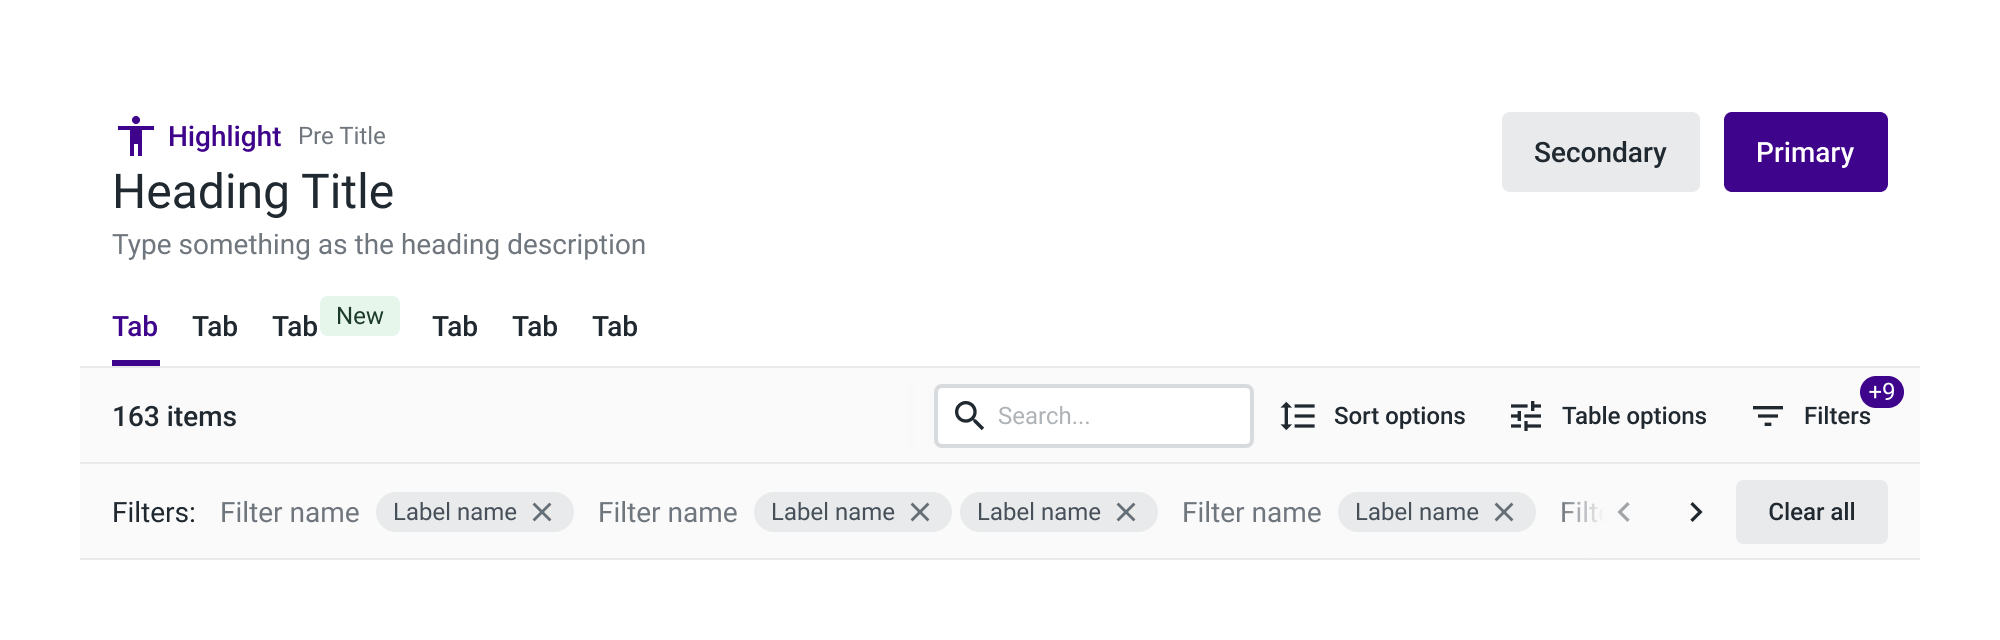 Highlight Pre Title
Secondary
Primary
Heading Title
Type something as the heading description
Tab Tab Tab New Tab Tab Tab
163 items
Search...
Sort options
Table options
Filters +9
Filters: Filter name Label name Filter name Label name Label name Filter name Label name Filt
Clear all